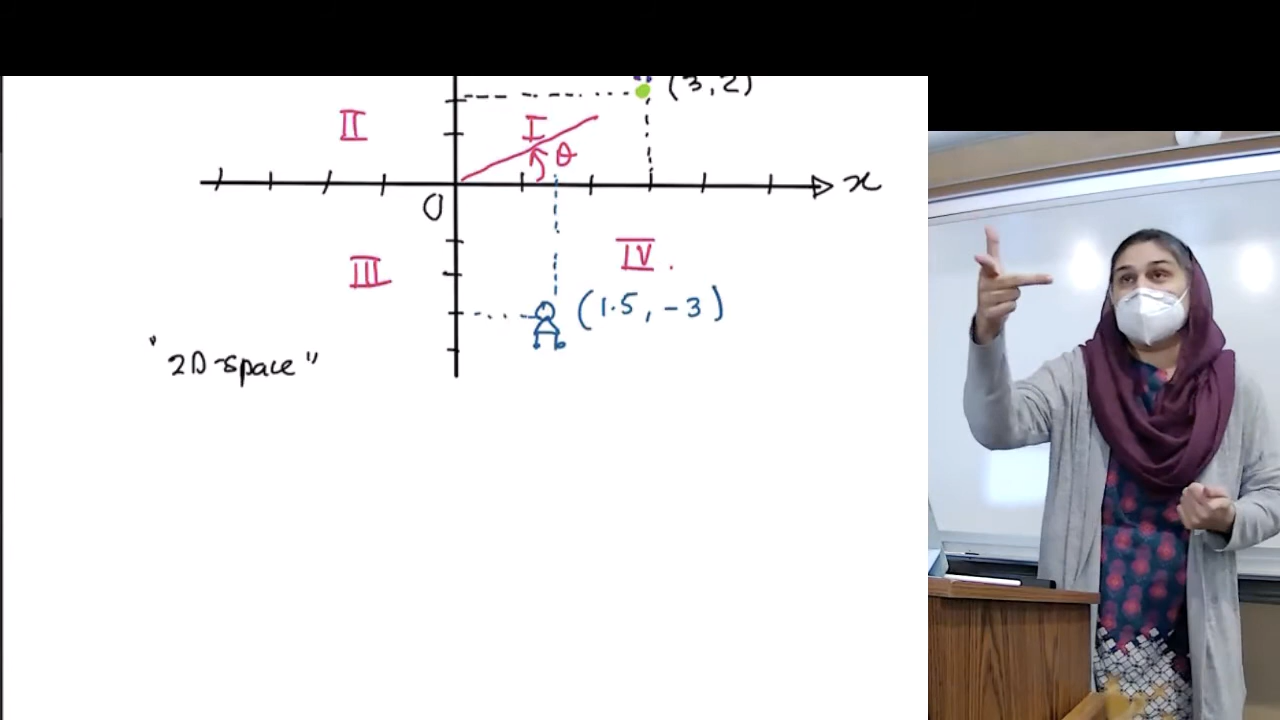 (3,2)
II
I
θ
x
O
III
IV.
(1.5, -3)
"2D-space"